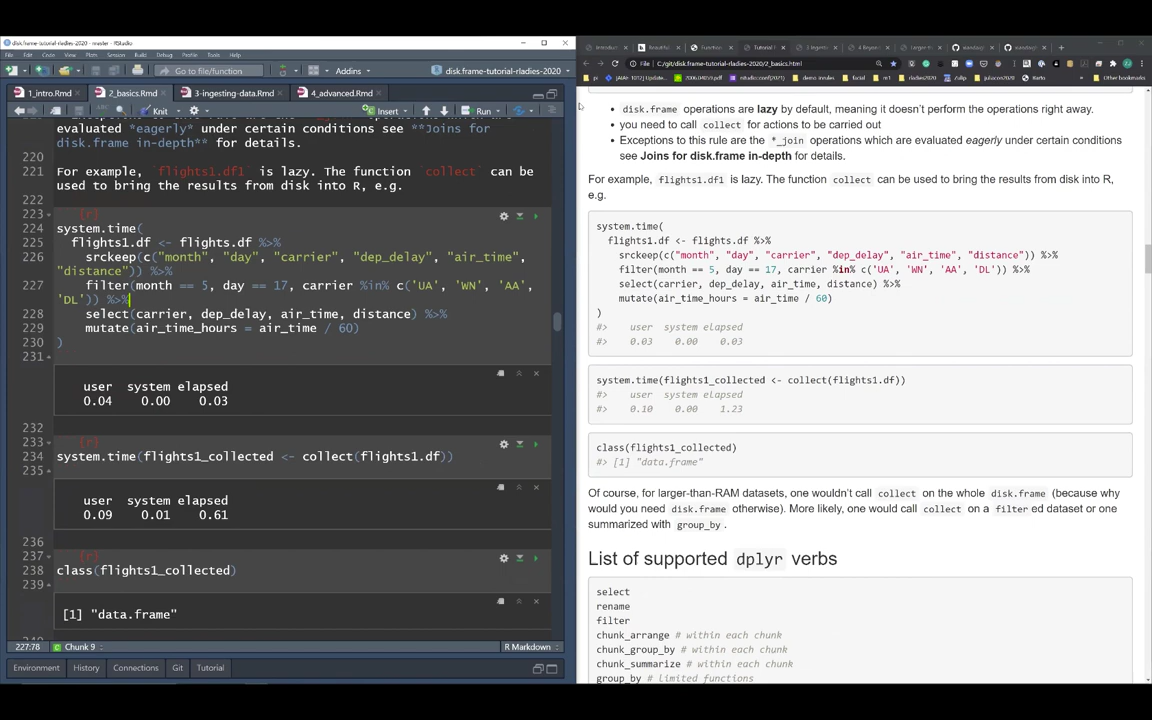 disk.frame-tutorial-rladies-2020 - master - RStudio
File Edit Code View Plots Session Build Debug Profile Tools Help
Go to file/function
Addins
disk.frame-tutorial-rladies-2020
1_intro.Rmd
2_basics.Rmd
3-ingesting-data.Rmd
4_advanced.Rmd
Knit
Insert
Run
evaluated *eagerly* under certain conditions see **Joins for
disk.frame in-depth** for details.
220
221 For example, `flights1.df1` is lazy. The function `collect` can be
used to bring the results from disk into R, e.g.
222
223 {r}
224 system.time(
225 flights1.df <- flights.df %>%
226 srckeep(c("month", "day", "carrier", "dep_delay", "air_time",
"distance")) %>%
227 filter(month == 5, day == 17, carrier %in% c('UA', 'WN', 'AA',
'DL')) %>%
228 select(carrier, dep_delay, air_time, distance) %>%
229 mutate(air_time_hours = air_time / 60)
230 )
231
user system elapsed
0.04 0.00 0.03
232
233 {r}
234 system.time(flights1_collected <- collect(flights1.df))
235
user system elapsed
0.09 0.01 0.61
236
237 {r}
238 class(flights1_collected)
239
[1] "data.frame"
227:78 Chunk 9
R Markdown
Environment History Connections Git Tutorial
File C:/git/disk.frame-tutorial-rladies-2020/2_basics.html
Other bookmarks
disk.frame operations are lazy by default, meaning it doesn't perform the operations right away.
you need to call collect for actions to be carried out
Exceptions to this rule are the *_join operations which are evaluated eagerly under certain conditions
see Joins for disk.frame in-depth for details.
For example, flights1.df1 is lazy. The function collect can be used to bring the results from disk into R,
e.g.
system.time(
flights1.df <- flights.df %>%
srckeep(c("month", "day", "carrier", "dep_delay", "air_time", "distance")) %>%
filter(month == 5, day == 17, carrier %in% c('UA', 'WN', 'AA', 'DL')) %>%
select(carrier, dep_delay, air_time, distance) %>%
mutate(air_time_hours = air_time / 60)
)
#> user system elapsed
#> 0.03 0.00 0.03
system.time(flights1_collected <- collect(flights1.df))
#> user system elapsed
#> 0.10 0.00 1.23
class(flights1_collected)
#> [1] "data.frame"
Of course, for larger-than-RAM datasets, one wouldn't call collect on the whole disk.frame (because why
would you need disk.frame otherwise). More likely, one would call collect on a filter ed dataset or one
summarized with group_by .
List of supported dplyr verbs
select
rename
filter
chunk_arrange # within each chunk
chunk_group_by # within each chunk
chunk_summarize # within each chunk
group_by # limited functions